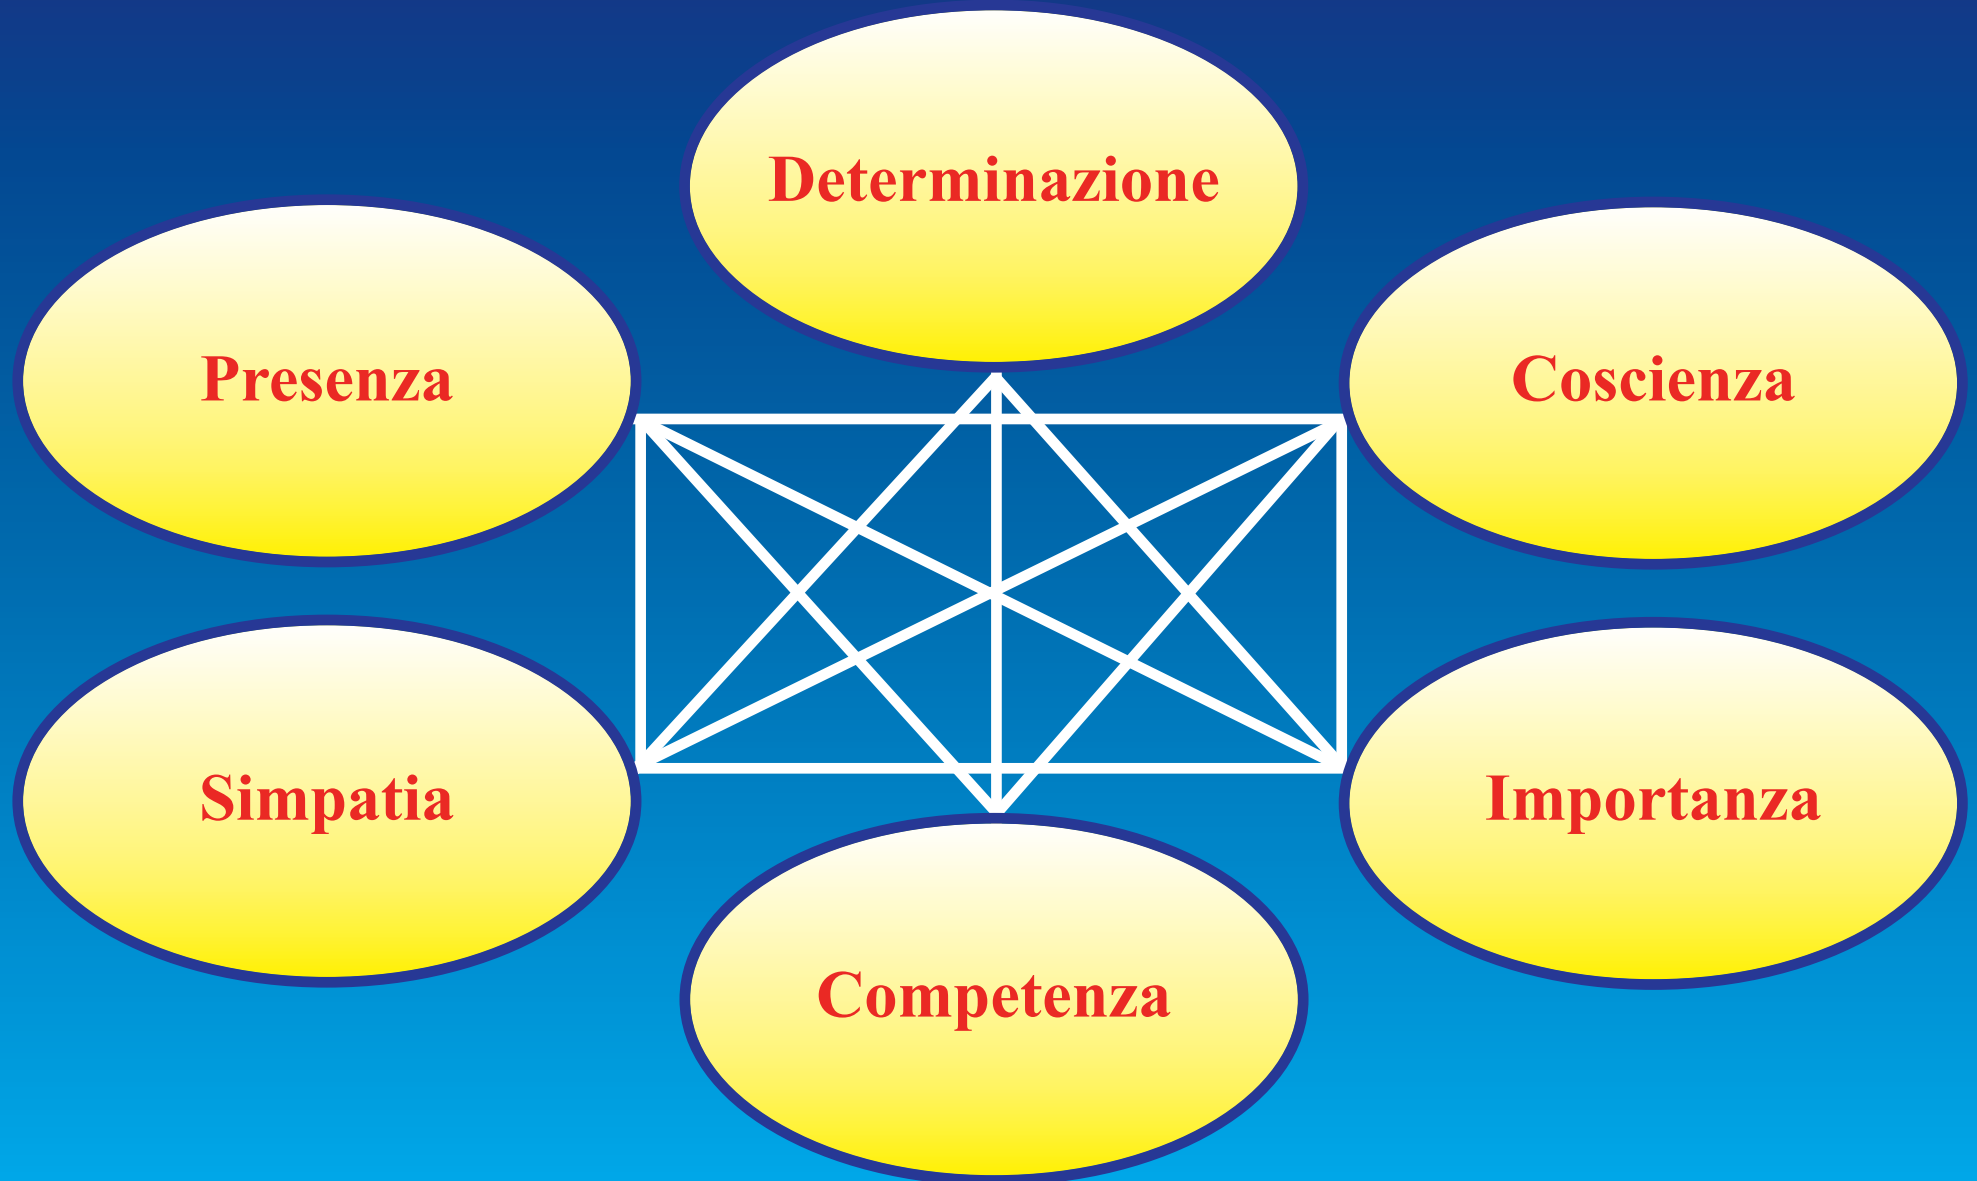 Determinazione
Presenza
Coscienza
Simpatia
Importanza
Competenza